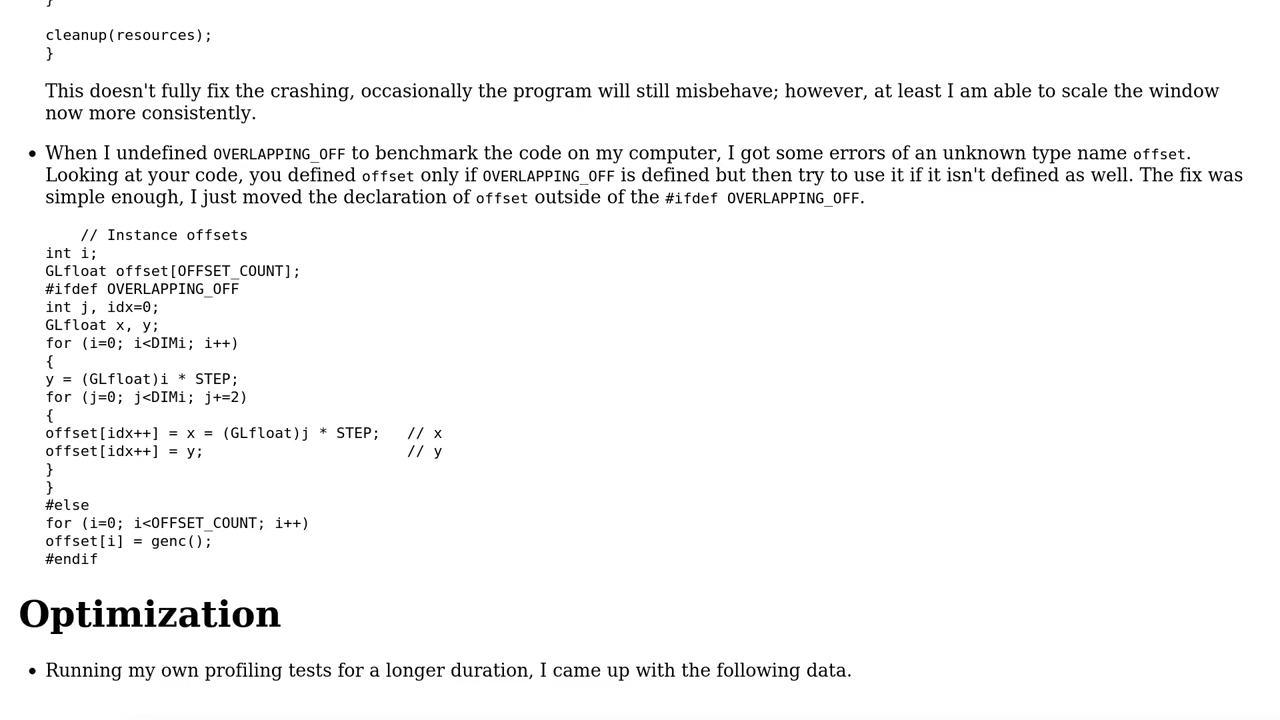 }
cleanup(resources);
}
This doesn't fully fix the crashing, occasionally the program will still misbehave; however, at least I am able to scale the window
now more consistently.
• When I undefined OVERLAPPING_OFF to benchmark the code on my computer, I got some errors of an unknown type name offset.
Looking at your code, you defined offset only if OVERLAPPING_OFF is defined but then try to use it if it isn't defined as well. The fix was
simple enough, I just moved the declaration of offset outside of the #ifdef OVERLAPPING_OFF.
// Instance offsets
int i;
GLfloat offset[OFFSET_COUNT];
#ifdef OVERLAPPING_OFF
int j, idx=0;
GLfloat x, y;
for (i=0; i<DIMi; i++)
{
y = (GLfloat)i * STEP;
for (j=0; j<DIMi; j+=2)
{
offset[idx++] = x = (GLfloat)j * STEP;   // x
offset[idx++] = y;                       // y
}
}
#else
for (i=0; i<OFFSET_COUNT; i++)
offset[i] = genc();
#endif
Optimization
• Running my own profiling tests for a longer duration, I came up with the following data.